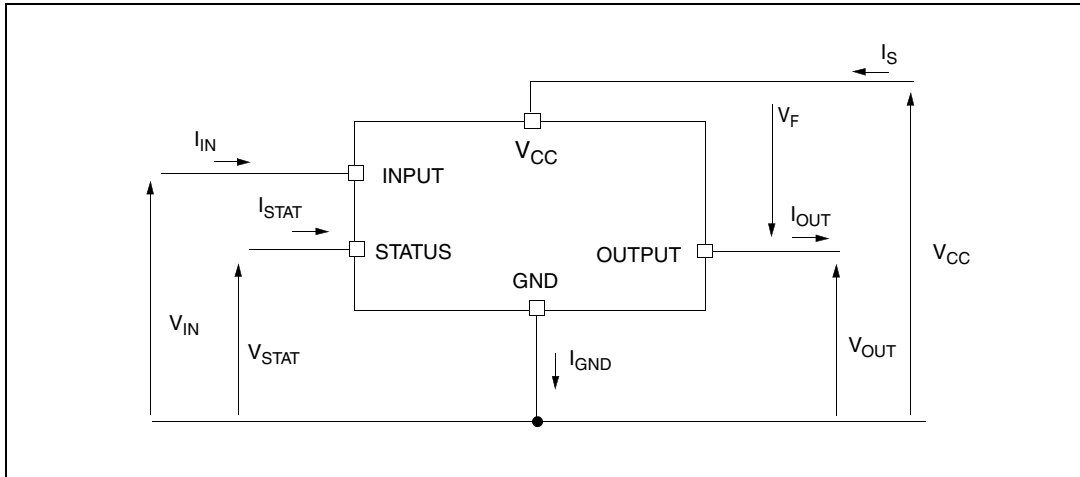 I_S
V_F
I_IN
V_CC
INPUT
I_STAT
I_OUT
STATUS
OUTPUT
V_CC
GND
V_IN
V_STAT
I_GND
V_OUT